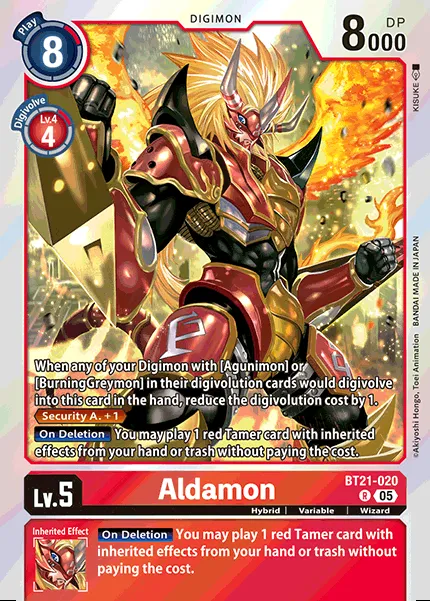 Play
8
DIGIMON
8000
DP
Digivolve
Lv.4
4
KISUKE
©Akiyoshi Hongo, Toei Animation BANDAI MADE IN JAPAN
When any of your Digimon with [Agunimon] or
[BurningGreymon] in their digivolution cards would digivolve
into this card in the hand, reduce the digivolution cost by 1.
Security A. +1
On Deletion You may play 1 red Tamer card with inherited
effects from your hand or trash without paying the cost.
Lv.5
Aldamon
BT21-020
R 05
Hybrid | Variable | Wizard
Inherited Effect
On Deletion You may play 1 red Tamer card with
inherited effects from your hand or trash without
paying the cost.